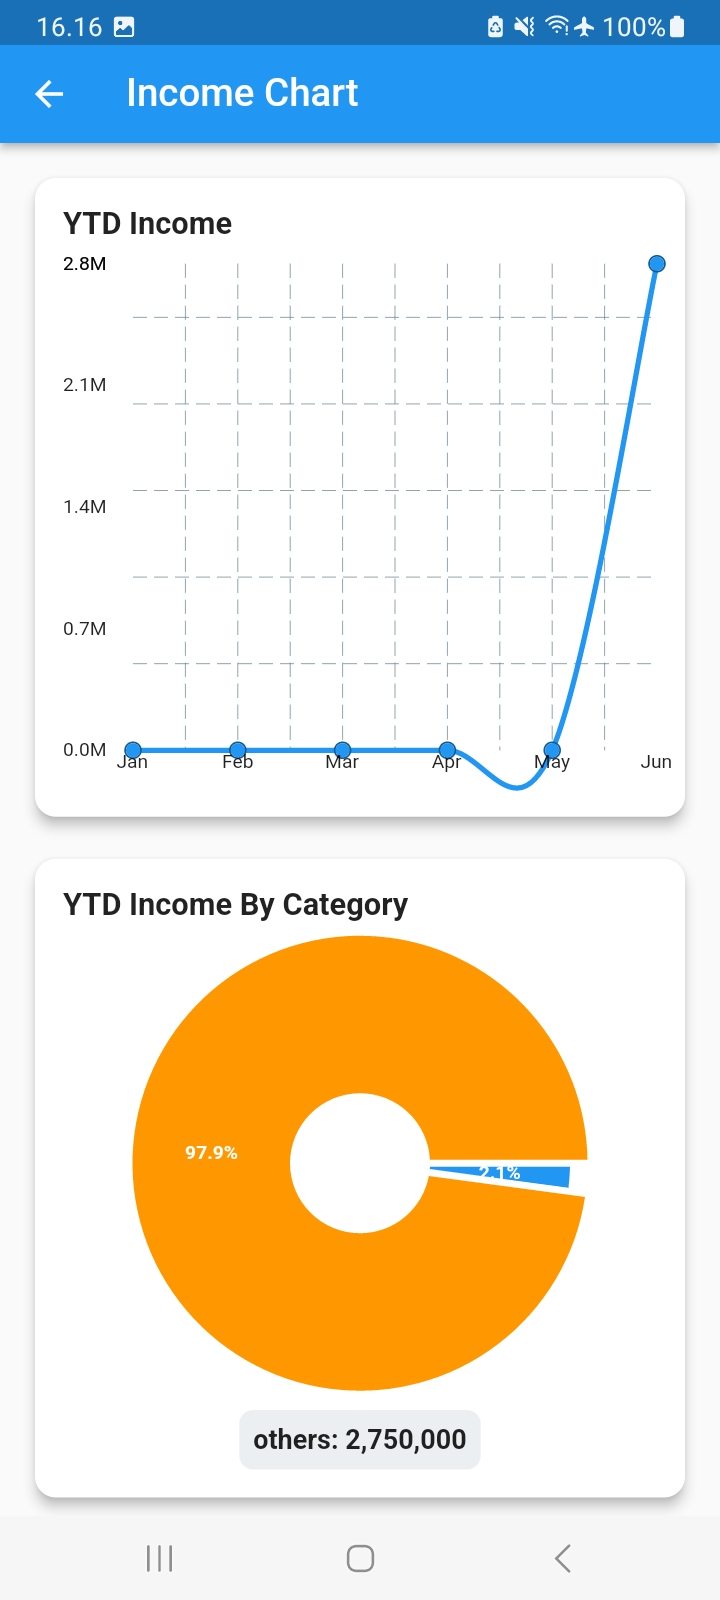 16.16 100%
Income Chart
YTD Income
2.8M
2.1M
1.4M
0.7M
0.0M
Jan Feb Mar Apr May Jun
YTD Income By Category
97.9%
2.1%
others: 2,750,000